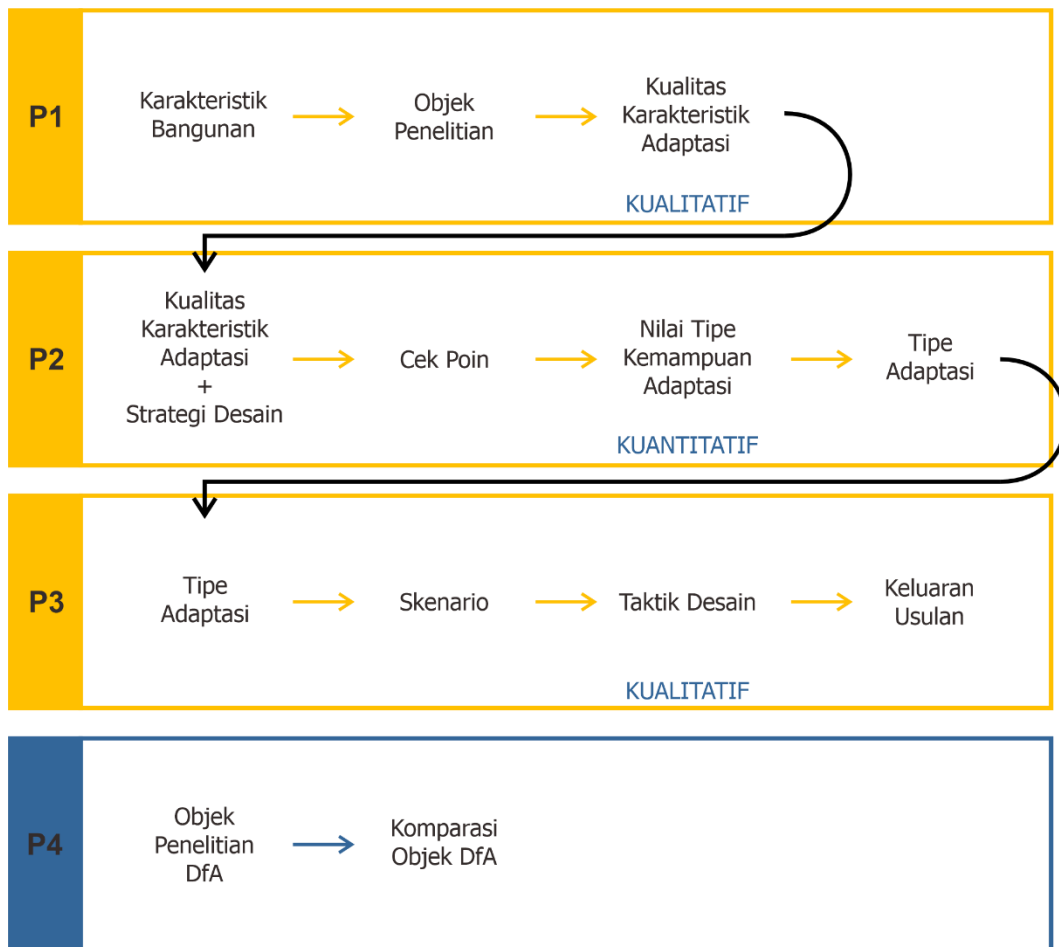 P1
Karakteristik
Bangunan
Objek
Penelitian
Kualitas
Karakteristik
Adaptasi
KUALITATIF
P2
Kualitas
Karakteristik
Adaptasi
+
Strategi Desain
Cek Poin
Nilai Tipe
Kemampuan
Adaptasi
KUANTITATIF
Tipe
Adaptasi
P3
Tipe
Adaptasi
Skenario
Taktik Desain
KUALITATIF
Keluaran
Usulan
P4
Objek
Penelitian
DfA
Komparasi
Objek DfA